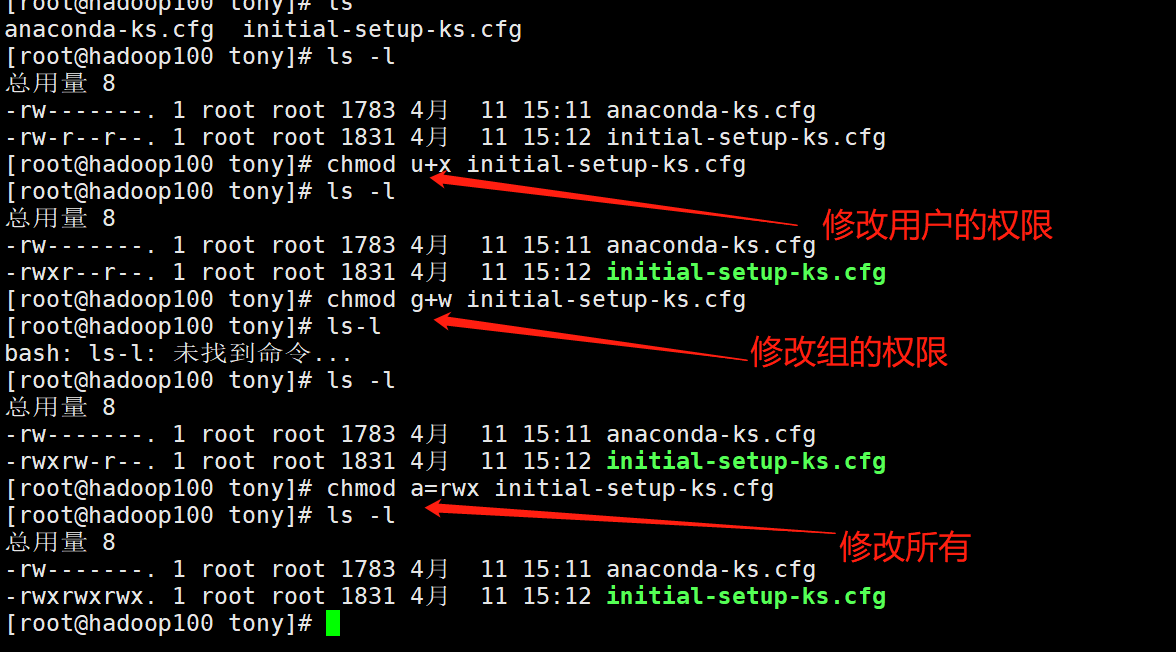 [root@hadoop100 tony]# ls
anaconda-ks.cfg  initial-setup-ks.cfg
[root@hadoop100 tony]# ls -l
总用量 8
-rw-------. 1 root root 1783 4月  11 15:11 anaconda-ks.cfg
-rw-r--r--. 1 root root 1831 4月  11 15:12 initial-setup-ks.cfg
[root@hadoop100 tony]# chmod u+x initial-setup-ks.cfg
[root@hadoop100 tony]# ls -l
总用量 8
修改用户的权限
-rw-------. 1 root root 1783 4月  11 15:11 anaconda-ks.cfg
-rwxr--r--. 1 root root 1831 4月  11 15:12 initial-setup-ks.cfg
[root@hadoop100 tony]# chmod g+w initial-setup-ks.cfg
[root@hadoop100 tony]# ls-l
bash: ls-l: 未找到命令...
修改组的权限
[root@hadoop100 tony]# ls -l
总用量 8
-rw-------. 1 root root 1783 4月  11 15:11 anaconda-ks.cfg
-rwxrw-r--. 1 root root 1831 4月  11 15:12 initial-setup-ks.cfg
[root@hadoop100 tony]# chmod a=rwx initial-setup-ks.cfg
[root@hadoop100 tony]# ls -l
总用量 8
修改所有
-rw-------. 1 root root 1783 4月  11 15:11 anaconda-ks.cfg
-rwxrwxrwx. 1 root root 1831 4月  11 15:12 initial-setup-ks.cfg
[root@hadoop100 tony]#